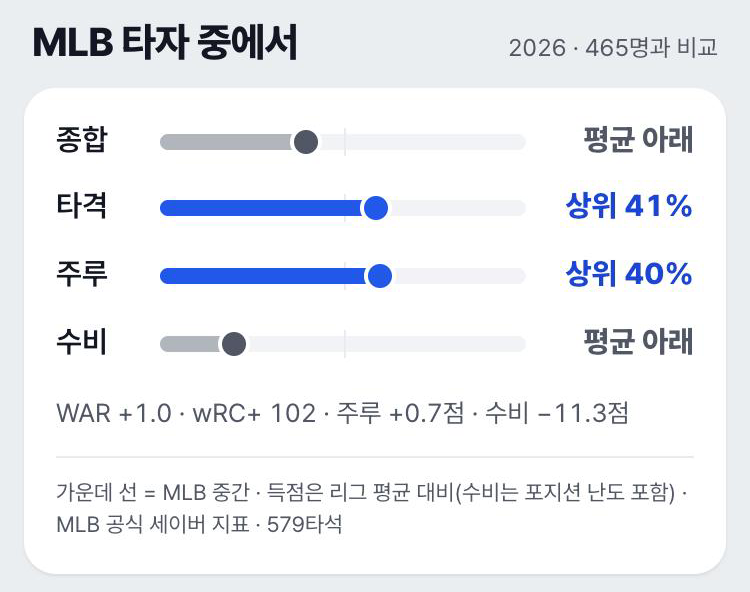 MLB 타자 중에서
2026 · 465명과 비교
종합 평균 아래
타격 상위 41%
주루 상위 40%
수비 평균 아래
WAR +1.0 · wRC+ 102 · 주루 +0.7점 · 수비 −11.3점
가운데 선 = MLB 중간 · 득점은 리그 평균 대비(수비는 포지션 난도 포함) ·
MLB 공식 세이버 지표 · 579타석